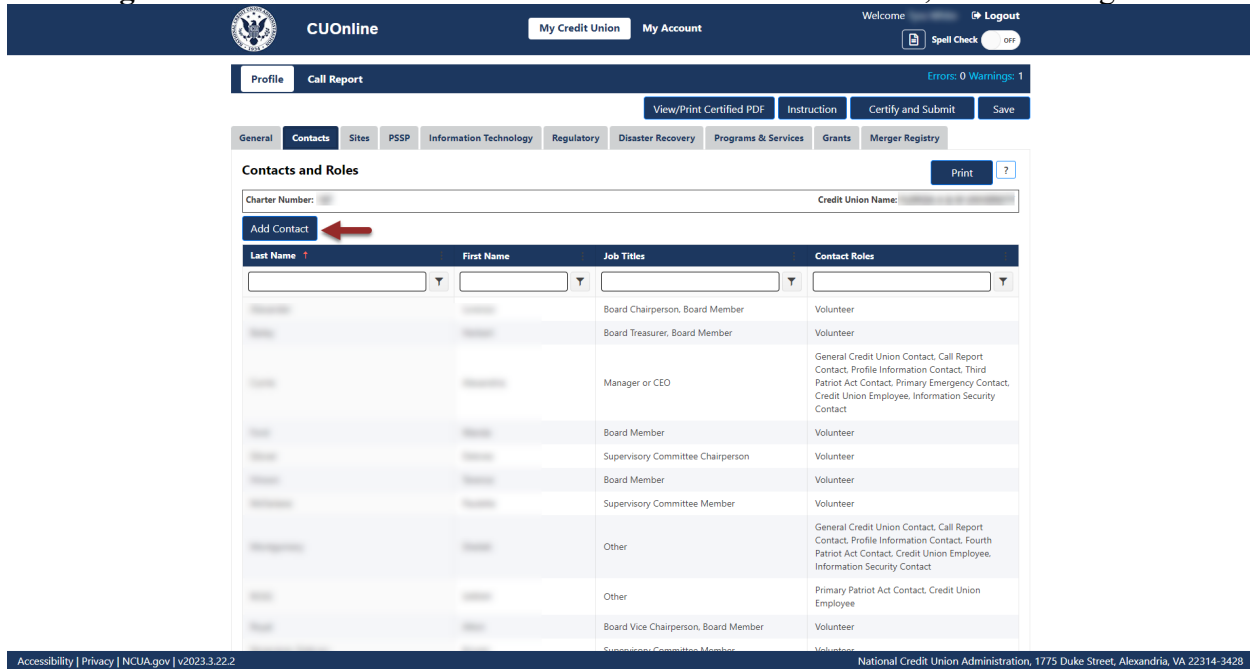 CUOnline
My Credit Union
My Account
Welcome
Logout
Spell Check OFF
Profile
Call Report
Errors: 0 Warnings: 1
View/Print Certified PDF
Instruction
Certify and Submit
Save
General
Contacts
Sites
PSSP
Information Technology
Regulatory
Disaster Recovery
Programs & Services
Grants
Merger Registry
Contacts and Roles
Print
?
Charter Number:
Credit Union Name:
Add Contact
Last Name ↑
First Name
Job Titles
Contact Roles
Board Chairperson, Board Member
Volunteer
Board Treasurer, Board Member
Volunteer
Manager or CEO
General Credit Union Contact, Call Report
Contact, Profile Information Contact, Third
Patriot Act Contact, Primary Emergency Contact,
Credit Union Employee, Information Security
Contact
Board Member
Volunteer
Supervisory Committee Chairperson
Volunteer
Board Member
Volunteer
Supervisory Committee Member
Volunteer
Other
General Credit Union Contact, Call Report
Contact, Profile Information Contact, Fourth
Patriot Act Contact, Credit Union Employee,
Information Security Contact
Other
Primary Patriot Act Contact, Credit Union
Employee
Board Vice Chairperson, Board Member
Volunteer
Supervisory Committee Member
Volunteer
Accessibility | Privacy | NCUA.gov | v2023.3.22.2
National Credit Union Administration, 1775 Duke Street, Alexandria, VA 22314-3428